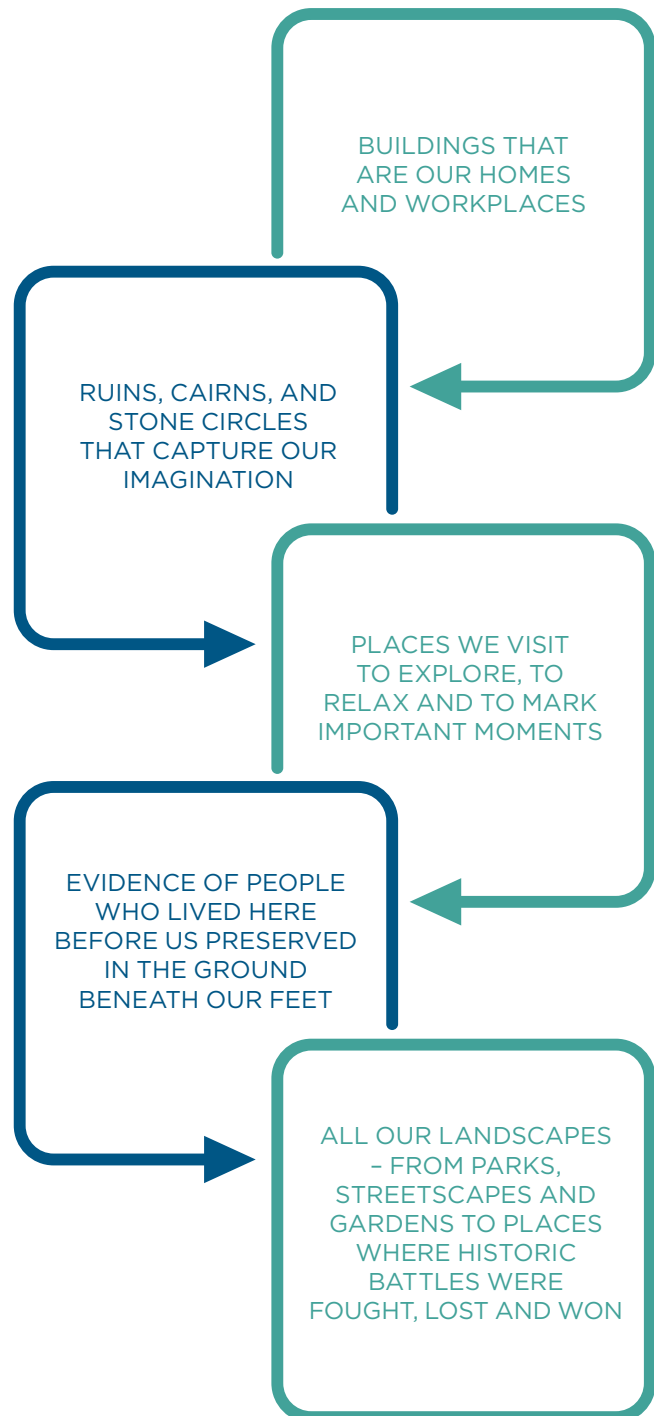 BUILDINGS THAT
ARE OUR HOMES
AND WORKPLACES
RUINS, CAIRNS, AND
STONE CIRCLES
THAT CAPTURE OUR
IMAGINATION
PLACES WE VISIT
TO EXPLORE, TO
RELAX AND TO MARK
IMPORTANT MOMENTS
EVIDENCE OF PEOPLE
WHO LIVED HERE
BEFORE US PRESERVED
IN THE GROUND
BENEATH OUR FEET
ALL OUR LANDSCAPES
– FROM PARKS,
STREETSCAPES AND
GARDENS TO PLACES
WHERE HISTORIC
BATTLES WERE
FOUGHT, LOST AND WON